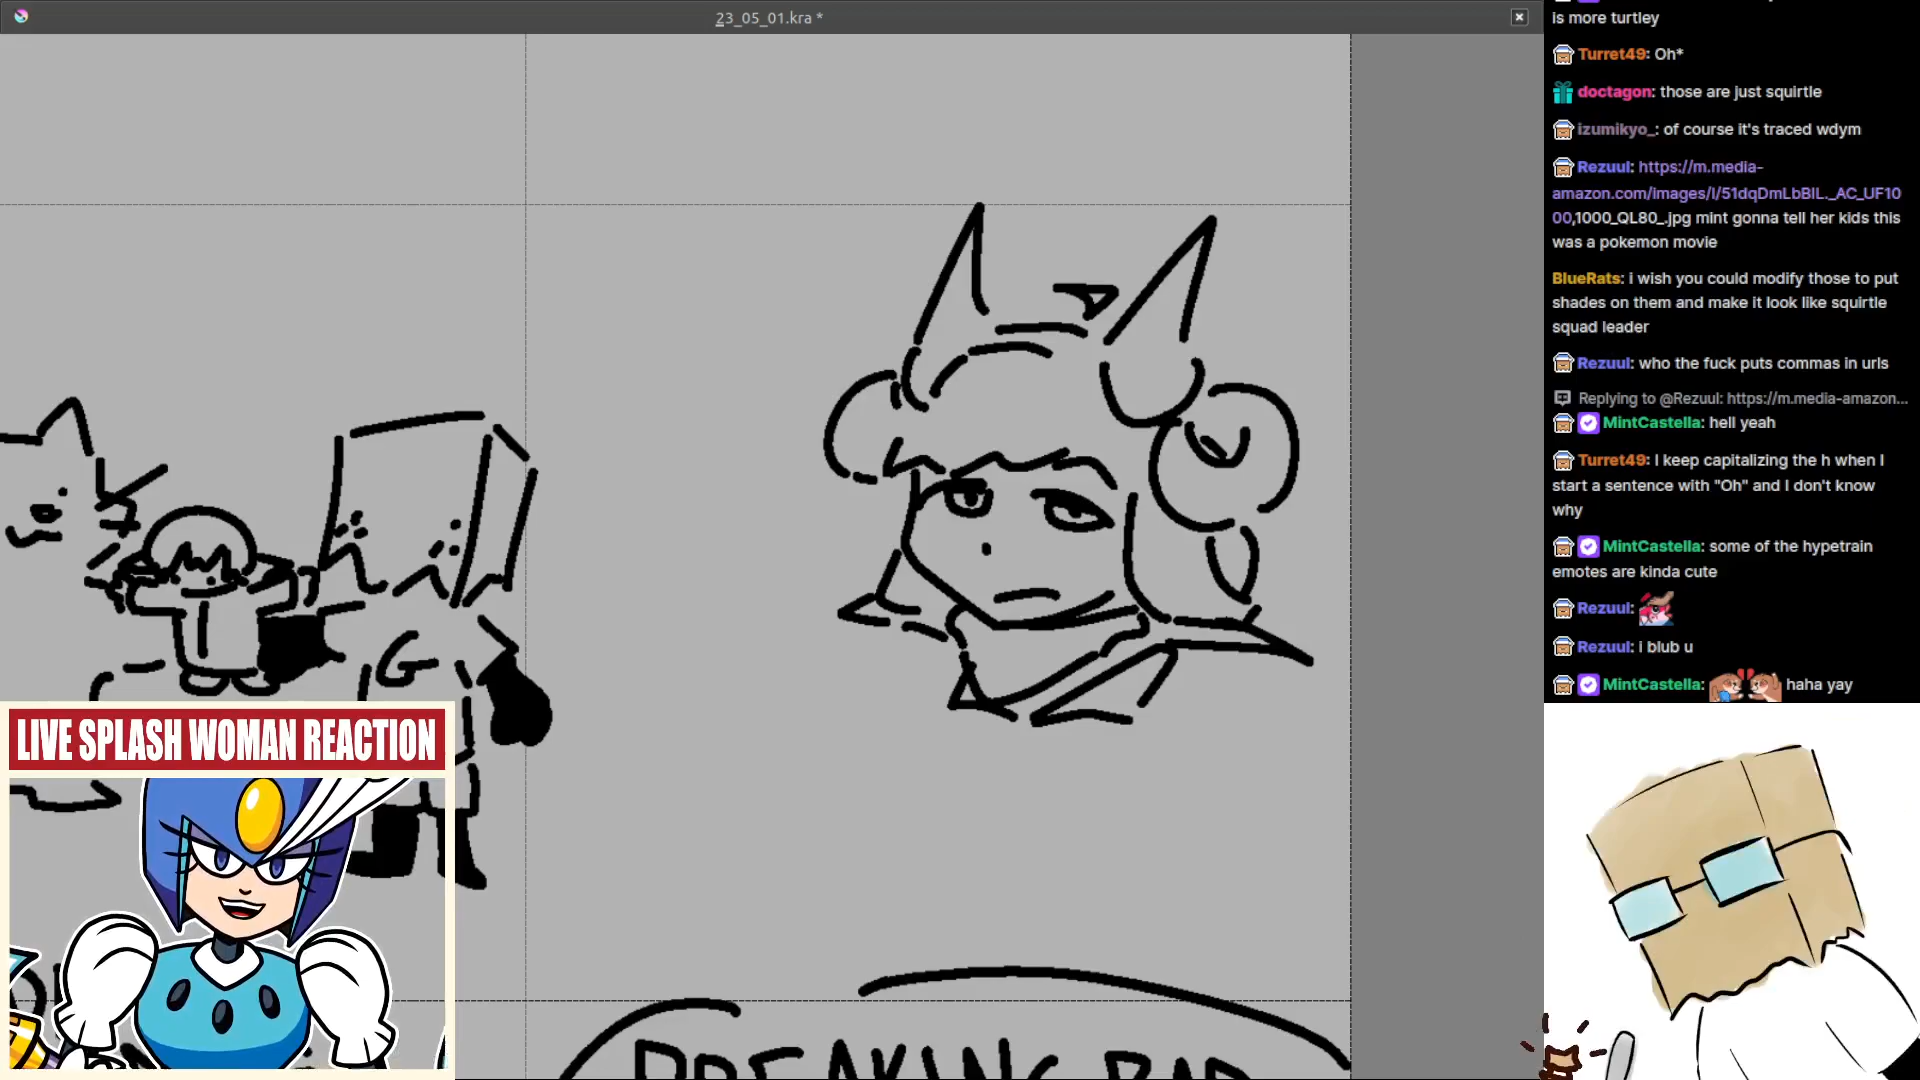 23_05_01.kra *
is more turtley
Turret49: Oh*
doctagon: those are just squirtle
izumikyo_: of course it's traced wdym
Rezuul: https://m.media-
amazon.com/images/I/51dqDmLbBlL._AC_UF10
00,1000_QL80_.jpg mint gonna tell her kids this
was a pokemon movie
BlueRats: i wish you could modify those to put
shades on them and make it look like squirtle
squad leader
Rezuul: who the fuck puts commas in urls
Replying to @Rezuul: https://m.media-amazon...
MintCastella: hell yeah
Turret49: I keep capitalizing the h when I
start a sentence with "Oh" and I don't know
why
MintCastella: some of the hypetrain
emotes are kinda cute
Rezuul:
Rezuul: i blub u
MintCastella: haha yay
G
LIVE SPLASH WOMAN REACTION
BREAKING BAD